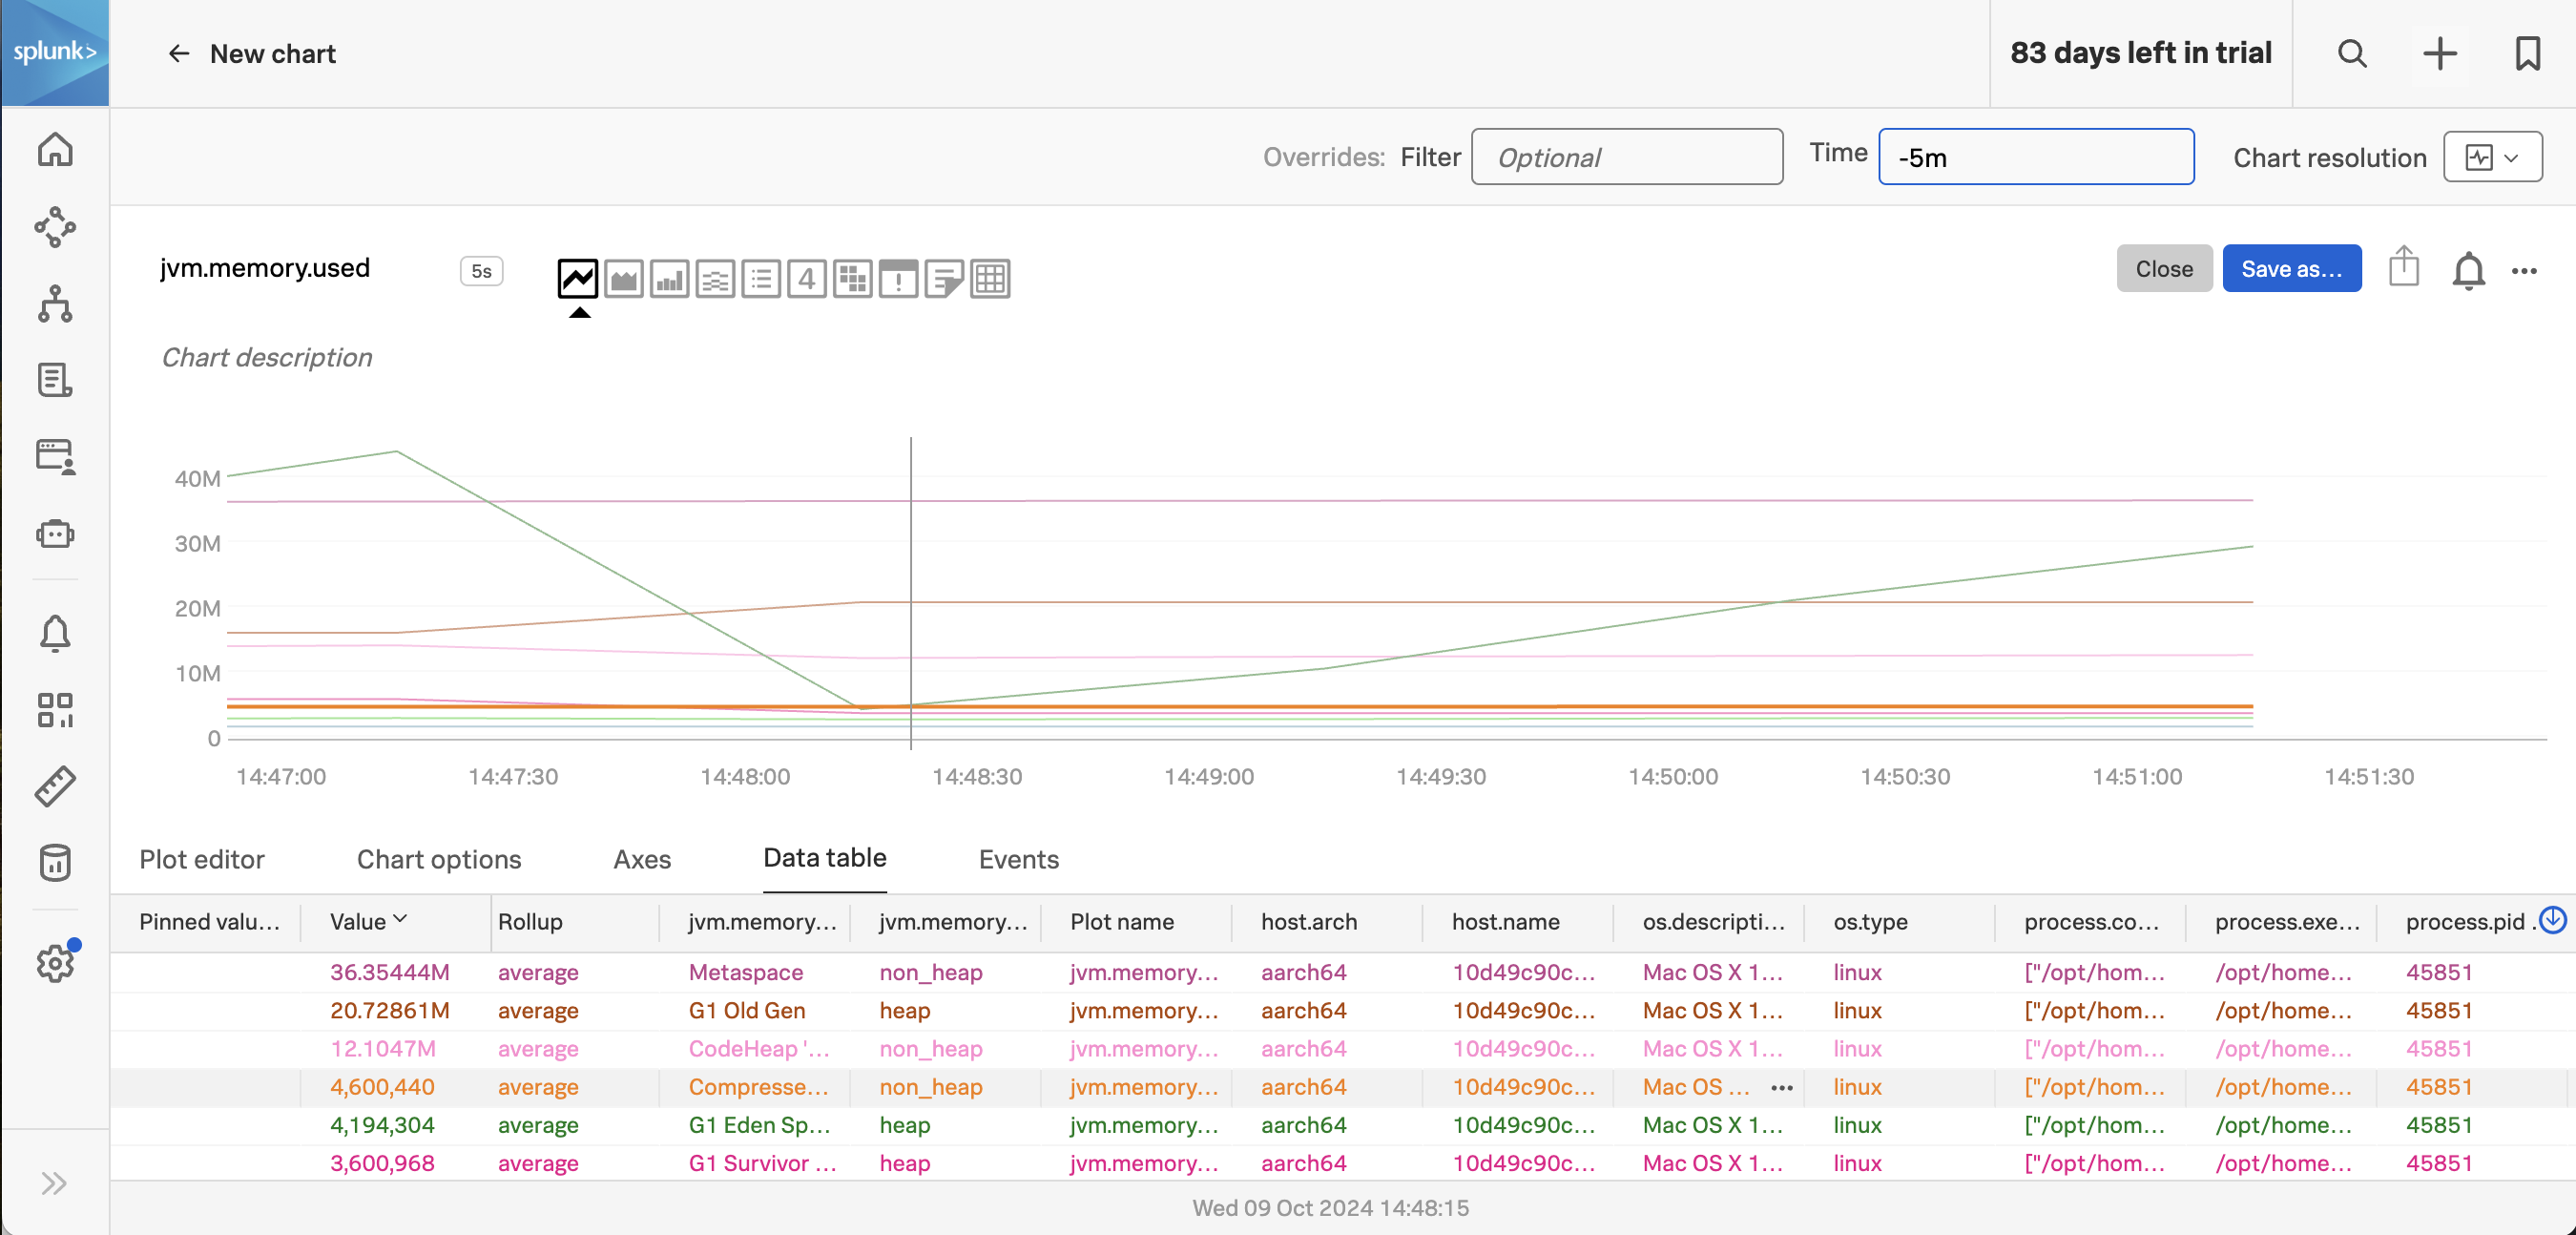 splunk>
New chart
83 days left in trial
Overrides: Filter Optional Time -5m Chart resolution
jvm.memory.used 5s 4 ! Close Save as... ...
Chart description
40M
30M
20M
10M
0
14:47:00 14:47:30 14:48:00 14:48:30 14:49:00 14:49:30 14:50:00 14:50:30 14:51:00 14:51:30
Plot editor Chart options Axes Data table Events
Pinned valu... Value Rollup jvm.memory... jvm.memory... Plot name host.arch host.name os.descripti... os.type process.co... process.exe... process.pid .
36.35444M average Metaspace non_heap jvm.memory... aarch64 10d49c90c... Mac OS X 1... linux ["/opt/hom... /opt/home... 45851
20.72861M average G1 Old Gen heap jvm.memory... aarch64 10d49c90c... Mac OS X 1... linux ["/opt/hom... /opt/home... 45851
12.1047M average CodeHeap '... non_heap jvm.memory... aarch64 10d49c90c... Mac OS X 1... linux ["/opt/hom... /opt/home... 45851
4,600,440 average Compresse... non_heap jvm.memory... aarch64 10d49c90c... Mac OS ... ... linux ["/opt/hom... /opt/home... 45851
4,194,304 average G1 Eden Sp... heap jvm.memory... aarch64 10d49c90c... Mac OS X 1... linux ["/opt/hom... /opt/home... 45851
3,600,968 average G1 Survivor ... heap jvm.memory... aarch64 10d49c90c... Mac OS X 1... linux ["/opt/hom... /opt/home... 45851
Wed 09 Oct 2024 14:48:15